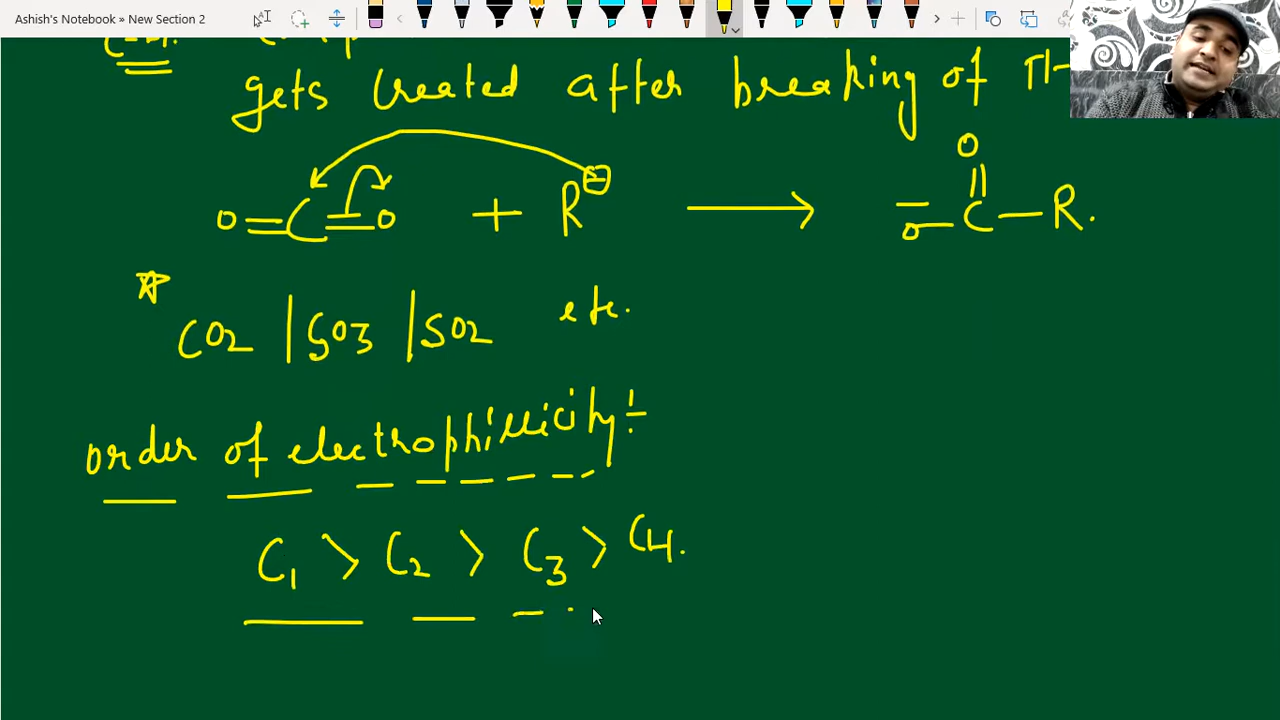 Ashish's Notebook » New Section 2
gets created after breaking of π-
O=C=O + R⊖ → ⁻O-C(=O)-R.
CO2 | SO3 | SO2 etc.
order of electrophillicity:-
C1 > C2 > C3 > C4.